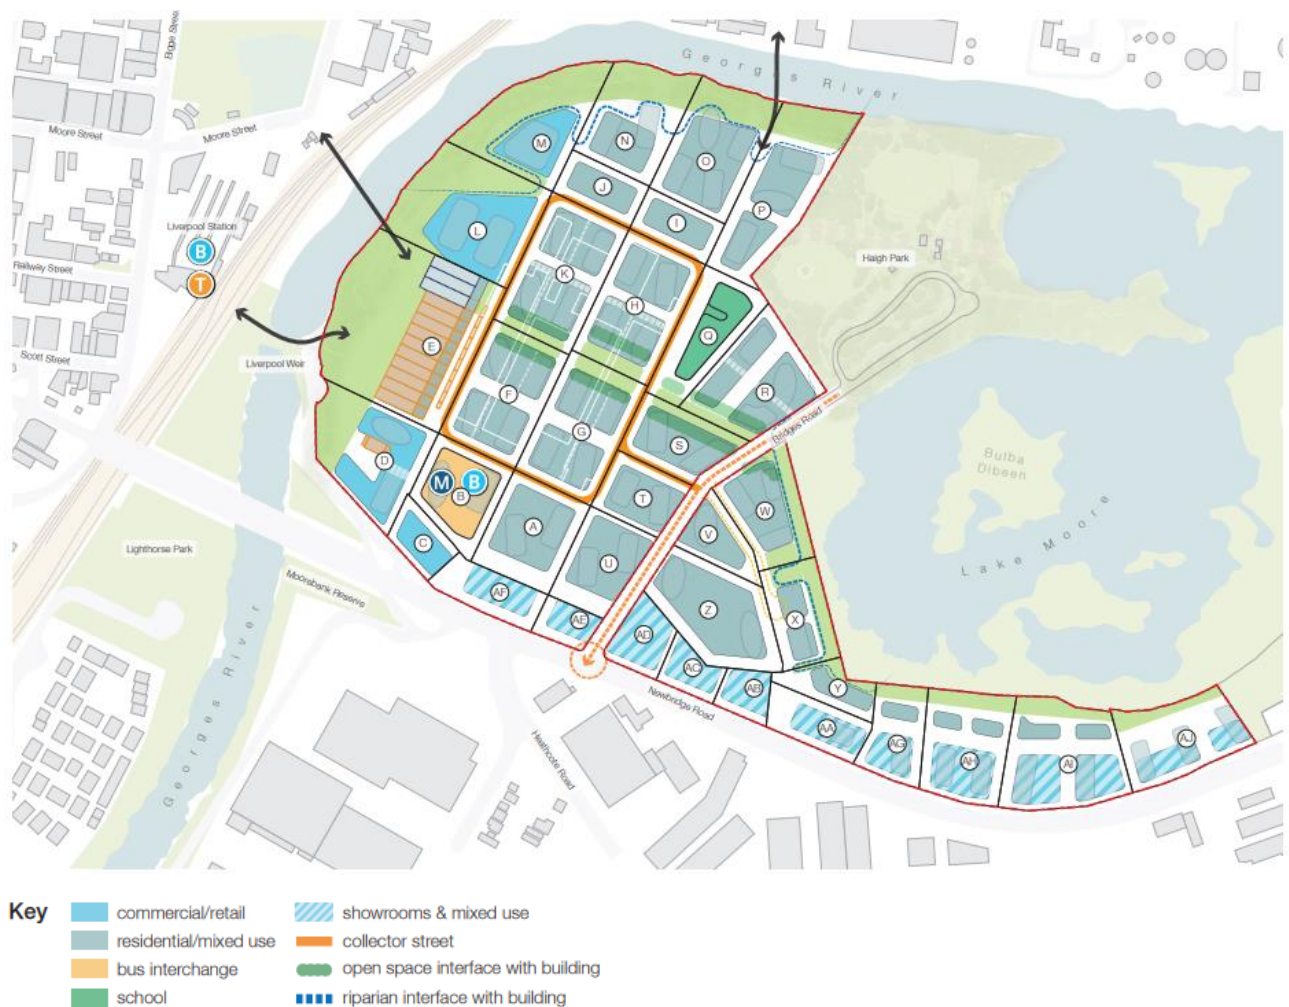 Bigge Street
Georges River
Moore Street
Moore Street
M
N
O
J
I
P
Liverpool Station
B
T
L
Haigh Park
Railway Street
K
H
Q
E
Scott Street
Liverpool Weir
F
R
Bridges Road
G
S
D
Bulba
Dibeen
M
B
B
T
W
A
V
Lake Moore
C
Lighthorse Park
U
Moorebank Reserve
AF
Z
AE
X
AD
AC
AB
Y
Newbridge Road
AA
AG
AH
AI
AJ
Heathcote Road
Georges River
Key
commercial/retail
showrooms & mixed use
residential/mixed use
collector street
bus interchange
open space interface with building
school
riparian interface with building